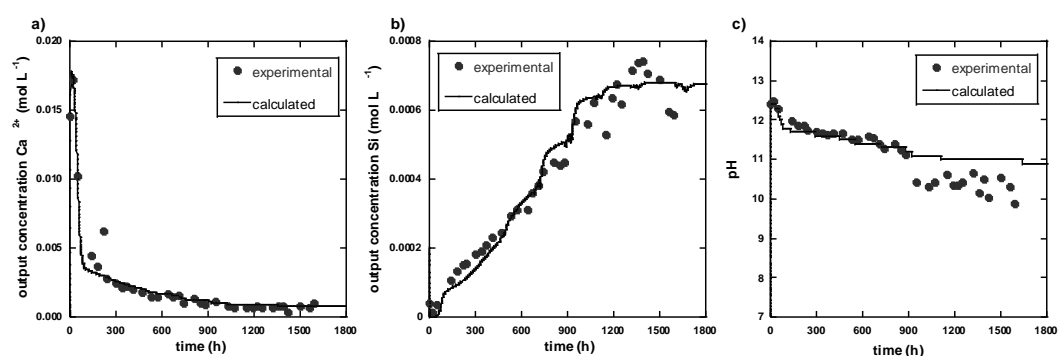 a)
output concentration Ca 2+ (mol L⁻¹)
0.020
0.015
0.010
0.005
0.000
experimental
calculated
0 300 600 900 1200 1500 1800
time (h)
b)
output concentration Si (mol L⁻¹)
0.0008
0.0006
0.0004
0.0002
0
experimental
calculated
0 300 600 900 1200 1500 1800
time (h)
c)
pH
14
13
12
11
10
9
8
7
experimental
calculated
0 300 600 900 1200 1500 1800
time (h)